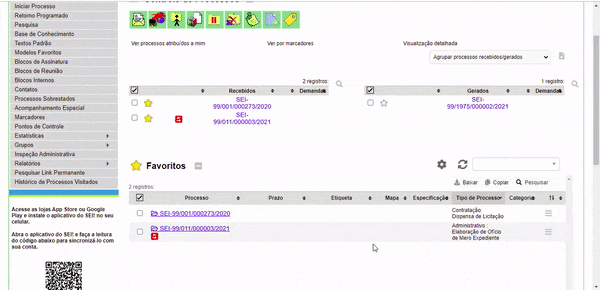 Iniciar Processo
Retorno Programado
Pesquisa
Base de Conhecimento
Textos Padrão
Modelos Favoritos
Blocos de Assinatura
Blocos de Reunião
Blocos Internos
Contatos
Processos Sobrestados
Acompanhamento Especial
Marcadores
Pontos de Controle
Estatísticas
Grupos
Inspeção Administrativa
Relatórios
Pesquisar Link Permanente
Histórico de Processos Visitados
Acesse as lojas App Store ou Google
Play e instale o aplicativo do SEI! no seu
celular.
Abra o aplicativo do SEI! e faça a leitura
do código abaixo para sincronizá-lo com
sua conta.
Ver processos atribuídos a mim
Ver por marcadores
Visualização detalhada
Agrupar processos recebidos/gerados
2 registros:
Recebidos
Demandas
SEI-
99/001/000273/2020
SEI-
99/011/000003/2021
1 registro:
Gerados
Demandas
SEI-
99/1975/000002/2021
Favoritos
Baixar
Copiar
Pesquisar
2 registros:
Processo
Prazo
Etiqueta
Mapa
Especificação
Tipo de Processo
Categoria
SEI-99/001/000273/2020
Contratação:
Dispensa de Licitação
SEI-99/011/000003/2021
Administrativo :
Elaboração de Ofício
de Mero Expediente